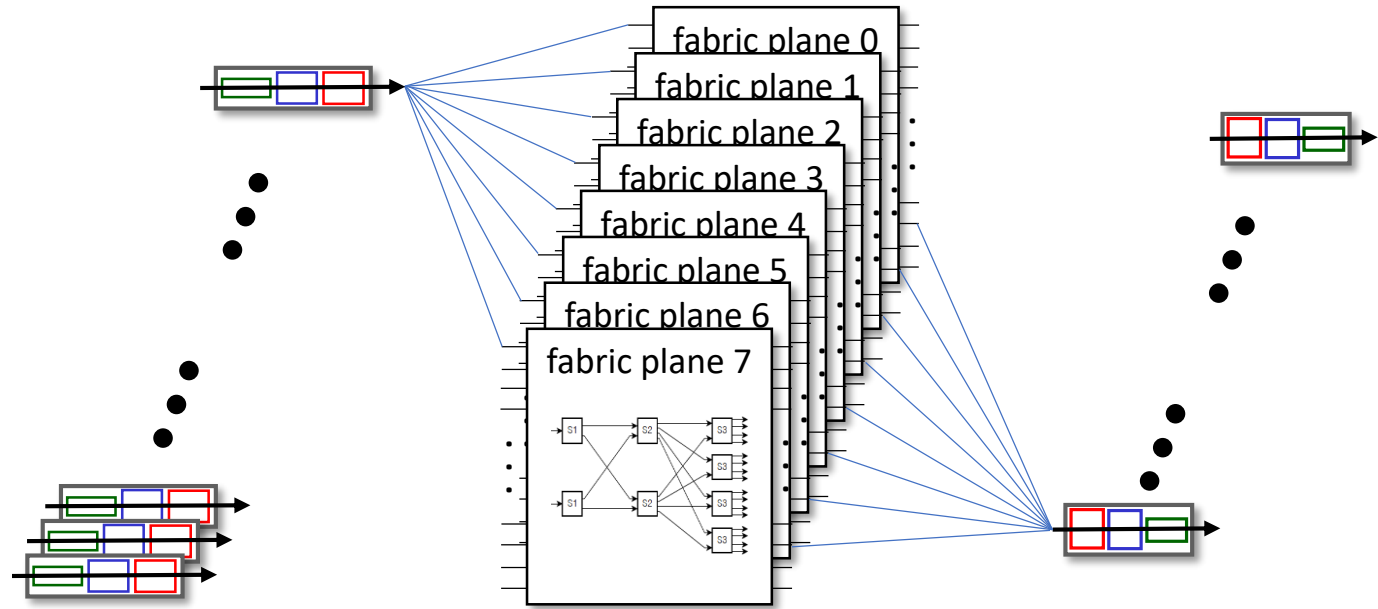 fabric plane 0
fabric plane 1
fabric plane 2
fabric plane 3
fabric plane 4
fabric plane 5
fabric plane 6
fabric plane 7
S1 S2 S3
S3
S1 S2 S3
S3